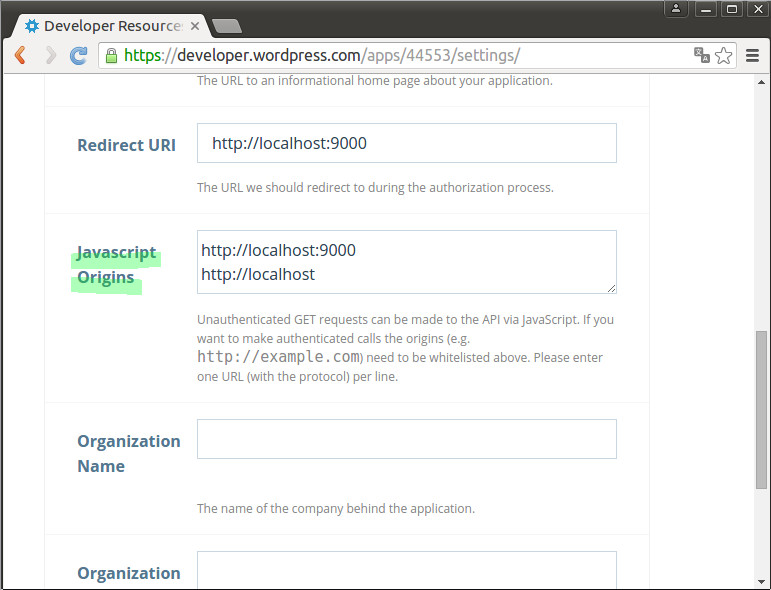 Developer Resource
https://developer.wordpress.com/apps/44553/settings/
The URL to an informational home page about your application.
Redirect URI
http://localhost:9000
The URL we should redirect to during the authorization process.
Javascript
Origins
http://localhost:9000
http://localhost
Unauthenticated GET requests can be made to the API via JavaScript. If you
want to make authenticated calls the origins (e.g.
http://example.com) need to be whitelisted above. Please enter
one URL (with the protocol) per line.
Organization
Name
The name of the company behind the application.
Organization